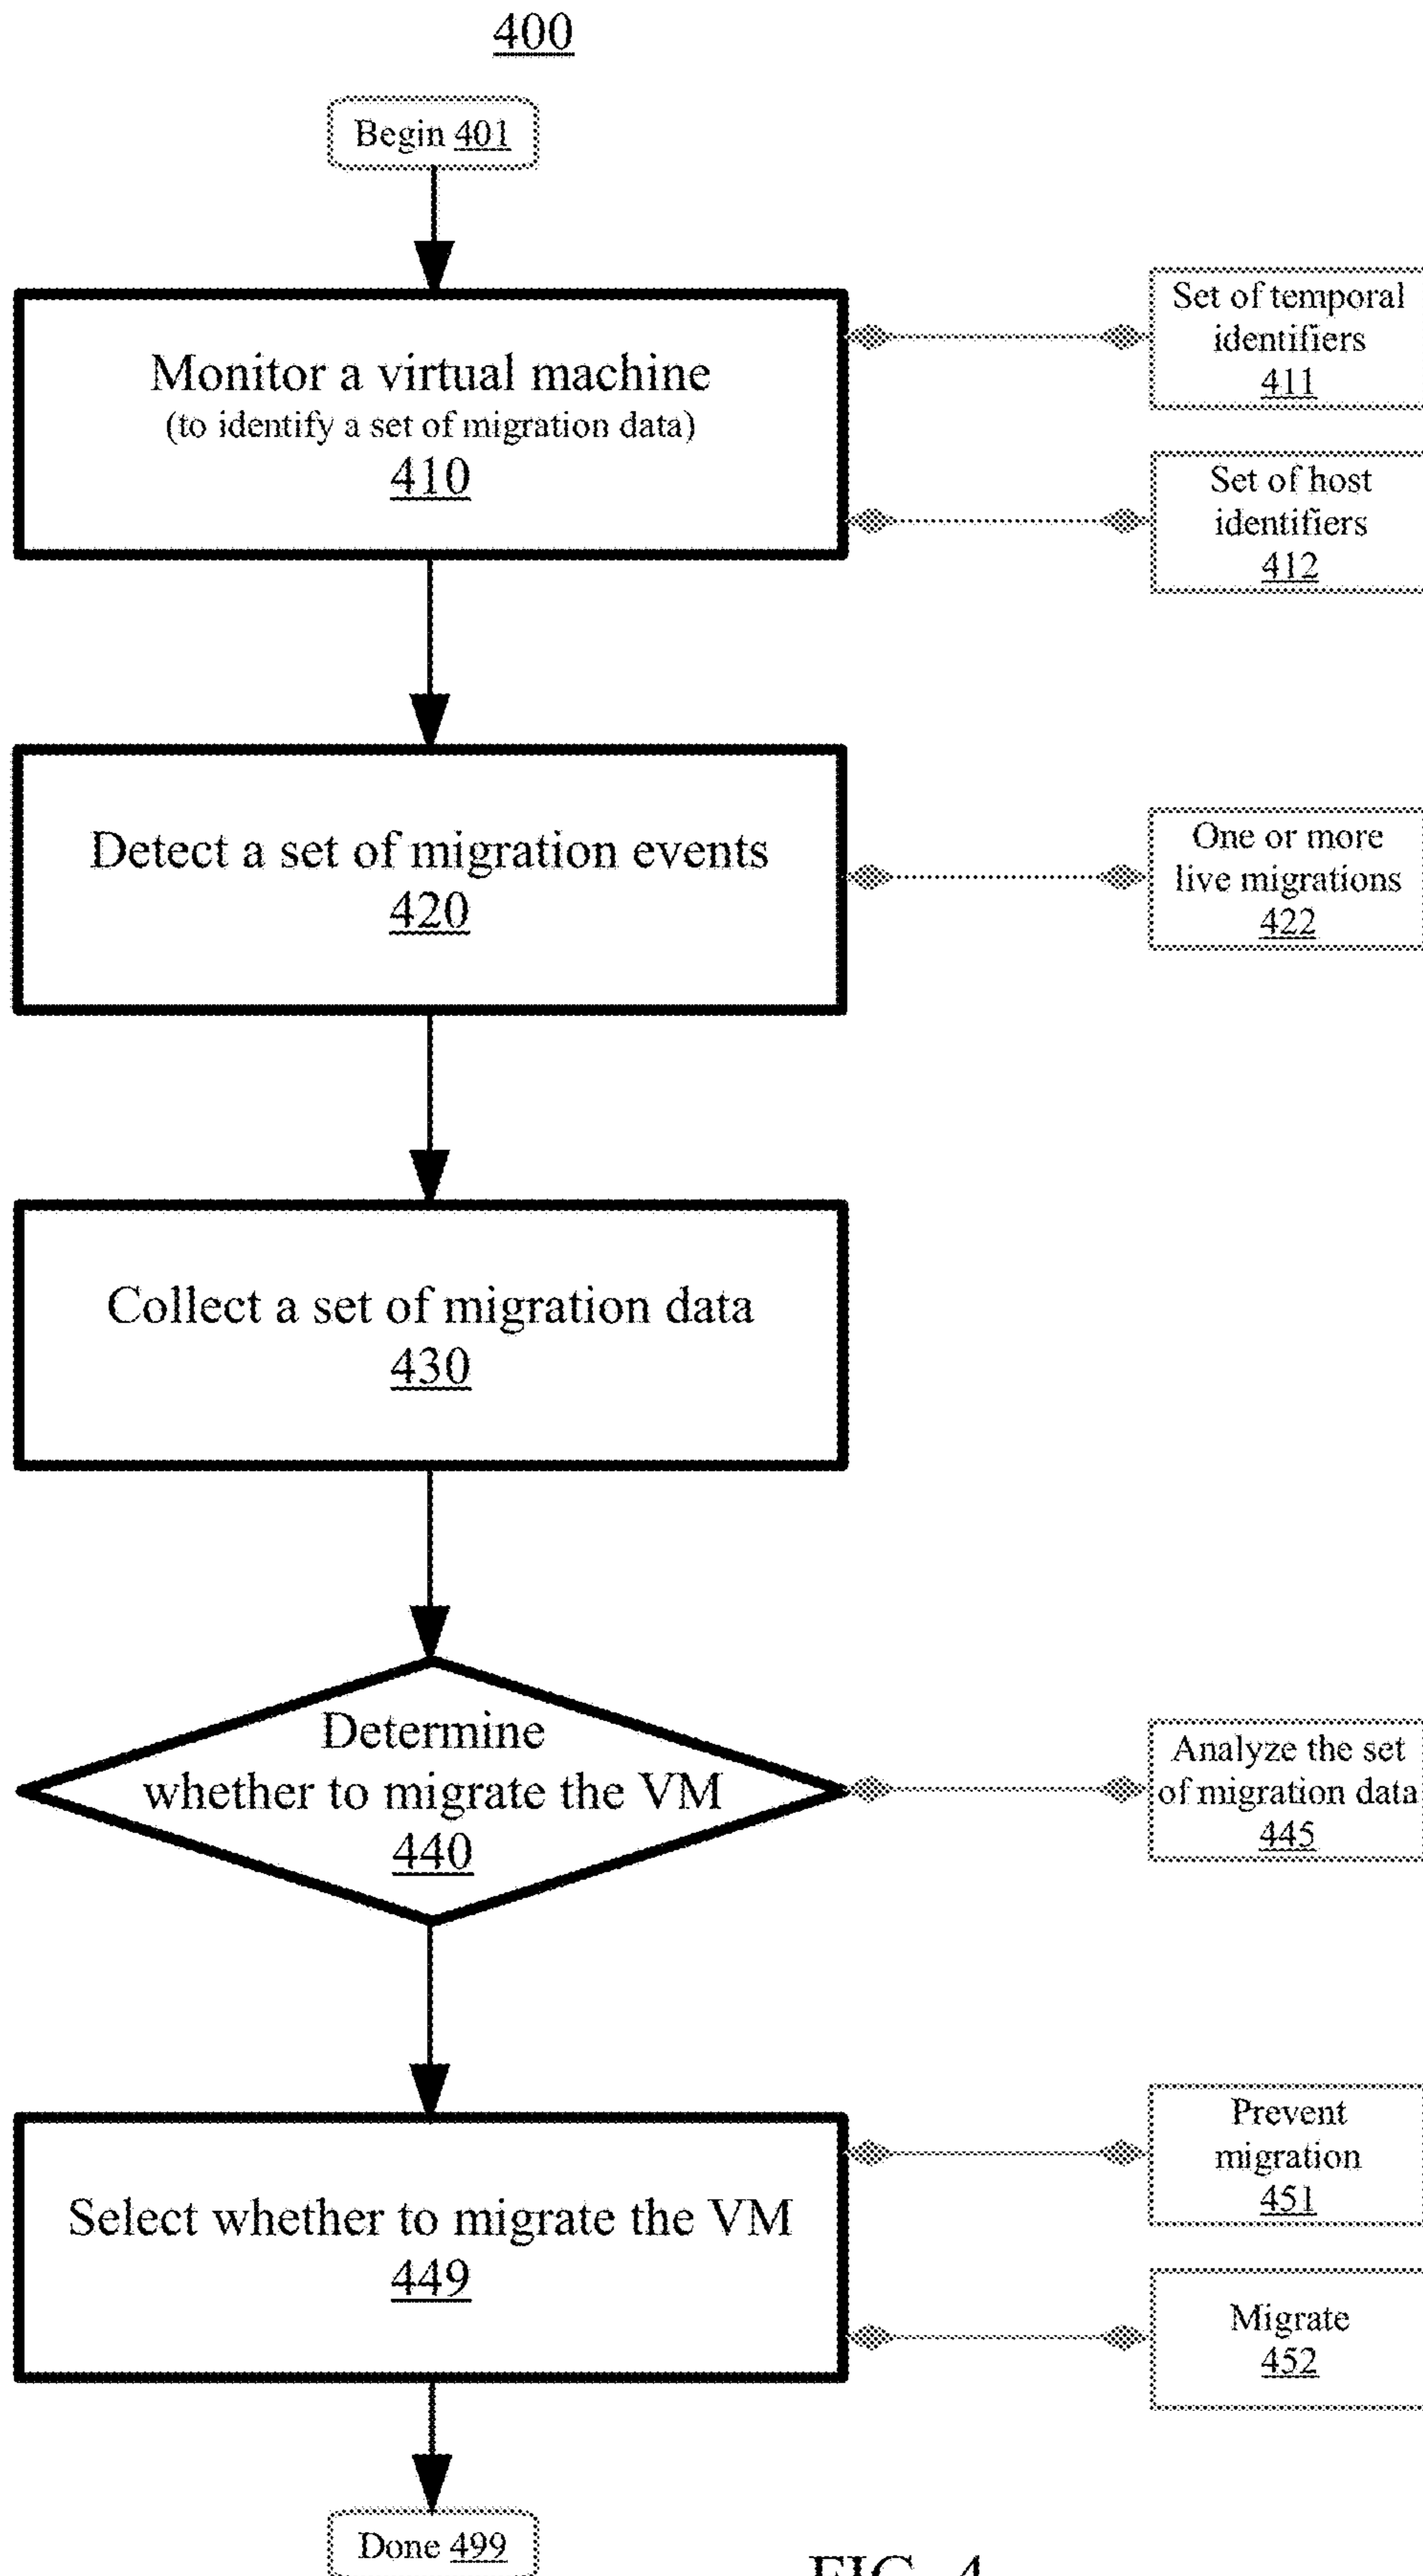 400
Begin 401
Monitor a virtual machine
(to identify a set of migration data)
410
Set of temporal
identifiers
411
Set of host
identifiers
412
Detect a set of migration events
420
One or more
live migrations
422
Collect a set of migration data
430
Determine
whether to migrate the VM
440
Analyze the set
of migration data
445
Select whether to migrate the VM
449
Prevent
migration
451
Migrate
452
Done 499
FIG. 4